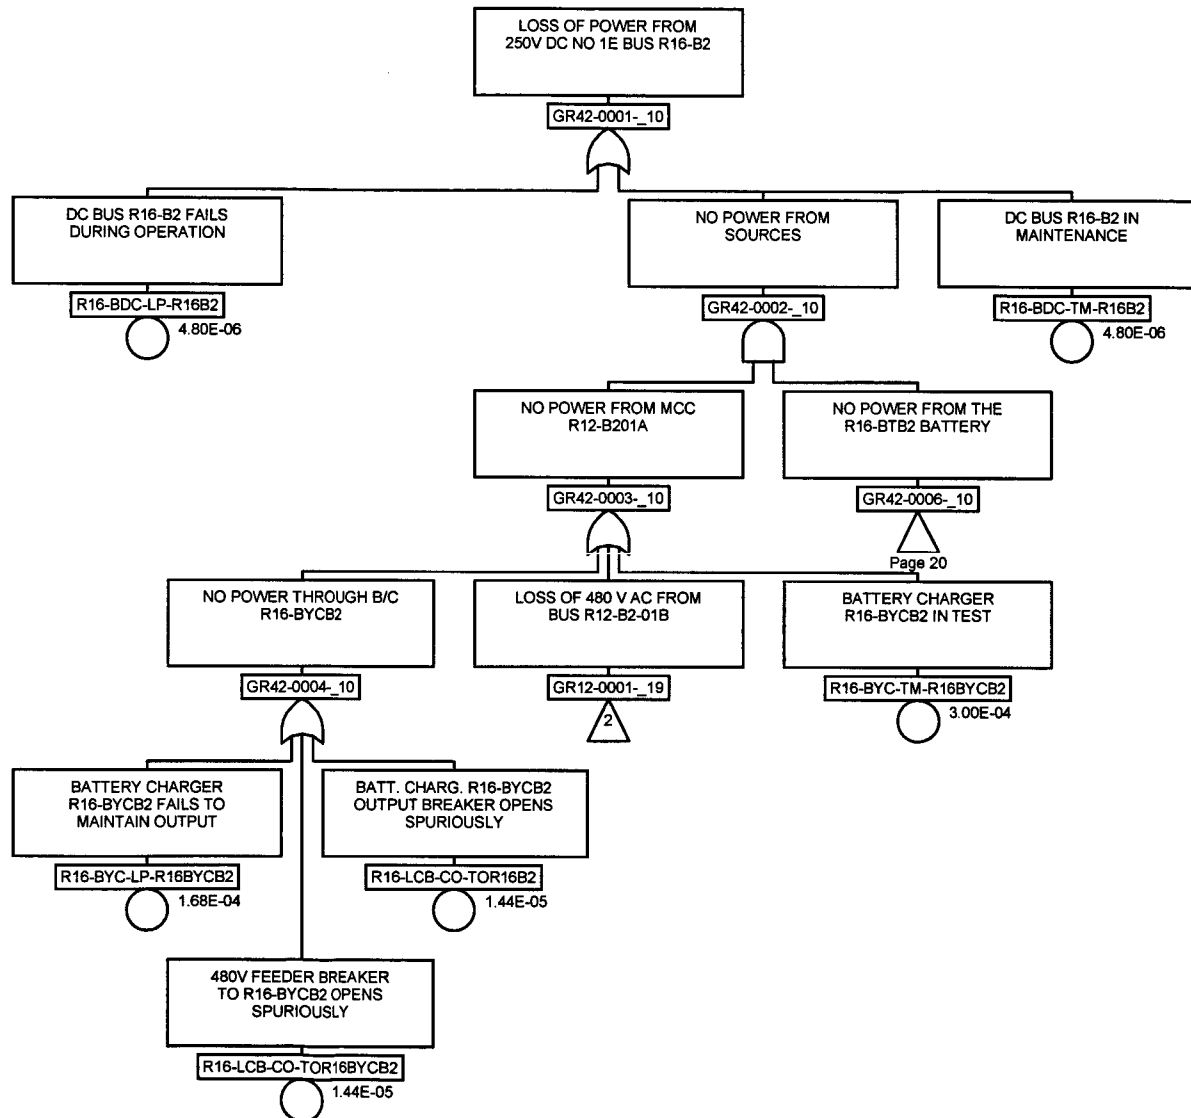 LOSS OF POWER FROM
250V DC NO 1E BUS R16-B2
GR42-0001-_10
DC BUS R16-B2 FAILS
DURING OPERATION
R16-BDC-LP-R16B2
4.80E-06
NO POWER FROM
SOURCES
GR42-0002-_10
DC BUS R16-B2 IN
MAINTENANCE
R16-BDC-TM-R16B2
4.80E-06
NO POWER FROM MCC
R12-B201A
GR42-0003-_10
NO POWER FROM THE
R16-BTB2 BATTERY
GR42-0006-_10
Page 20
NO POWER THROUGH B/C
R16-BYCB2
GR42-0004-_10
LOSS OF 480 V AC FROM
BUS R12-B2-01B
GR12-0001-_19
2
BATTERY CHARGER
R16-BYCB2 IN TEST
R16-BYC-TM-R16BYCB2
3.00E-04
BATTERY CHARGER
R16-BYCB2 FAILS TO
MAINTAIN OUTPUT
R16-BYC-LP-R16BYCB2
1.68E-04
BATT. CHARG. R16-BYCB2
OUTPUT BREAKER OPENS
SPURIOUSLY
R16-LCB-CO-TOR16B2
1.44E-05
480V FEEDER BREAKER
TO R16-BYCB2 OPENS
SPURIOUSLY
R16-LCB-CO-TOR16BYCB2
1.44E-05